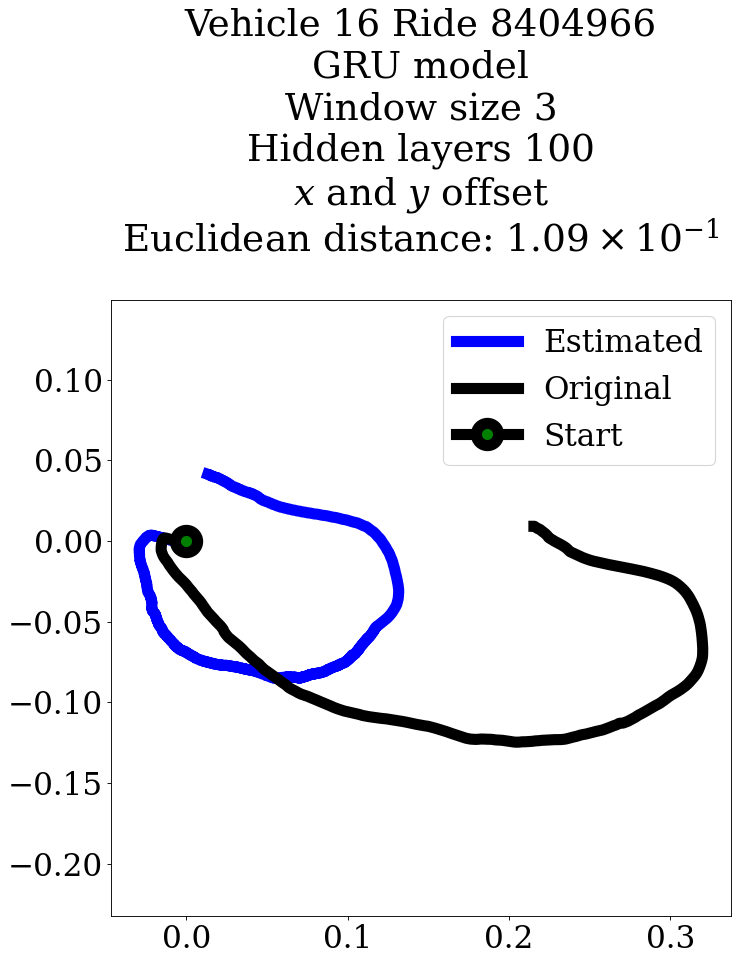 Vehicle 16 Ride 8404966
GRU model
Window size 3
Hidden layers 100
x and y offset
Euclidean distance: 1.09 × 10⁻¹
Estimated
Original
Start
0.10
0.05
0.00
−0.05
−0.10
−0.15
−0.20
0.0 0.1 0.2 0.3